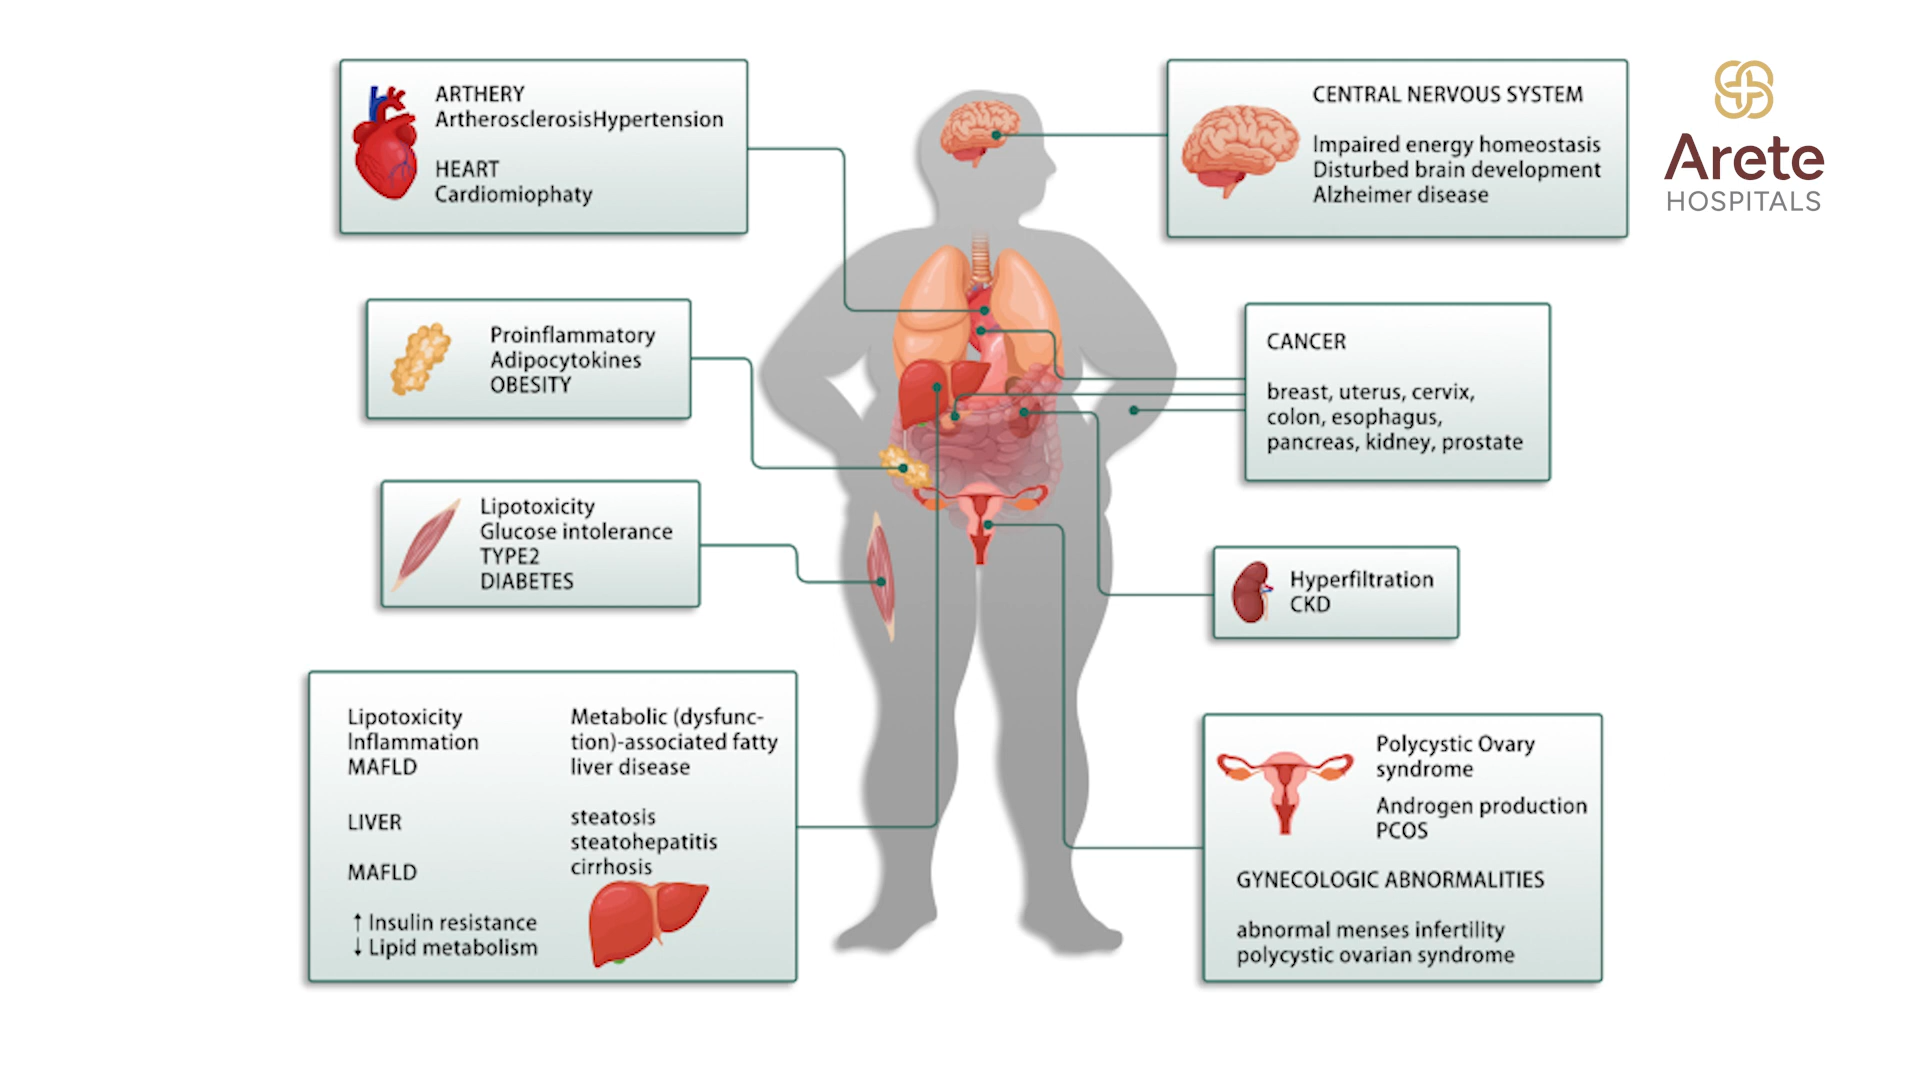 ARTHERY
ArtherosclerosisHypertension
HEART
Cardiomiophaty
CENTRAL NERVOUS SYSTEM
Impaired energy homeostasis
Disturbed brain development
Alzheimer disease
Arete
HOSPITALS
Proinflammatory
Adipocytokines
OBESITY
CANCER
breast, uterus, cervix,
colon, esophagus,
pancreas, kidney, prostate
Lipotoxicity
Glucose intolerance
TYPE2
DIABETES
Hyperfiltration
CKD
Lipotoxicity
Inflammation
MAFLD
LIVER
MAFLD
↑ Insulin resistance
↓ Lipid metabolism
Metabolic (dysfunc-
tion)-associated fatty
liver disease
steatosis
steatohepatitis
cirrhosis
Polycystic Ovary
syndrome
Androgen production
PCOS
GYNECOLOGIC ABNORMALITIES
abnormal menses infertility
polycystic ovarian syndrome